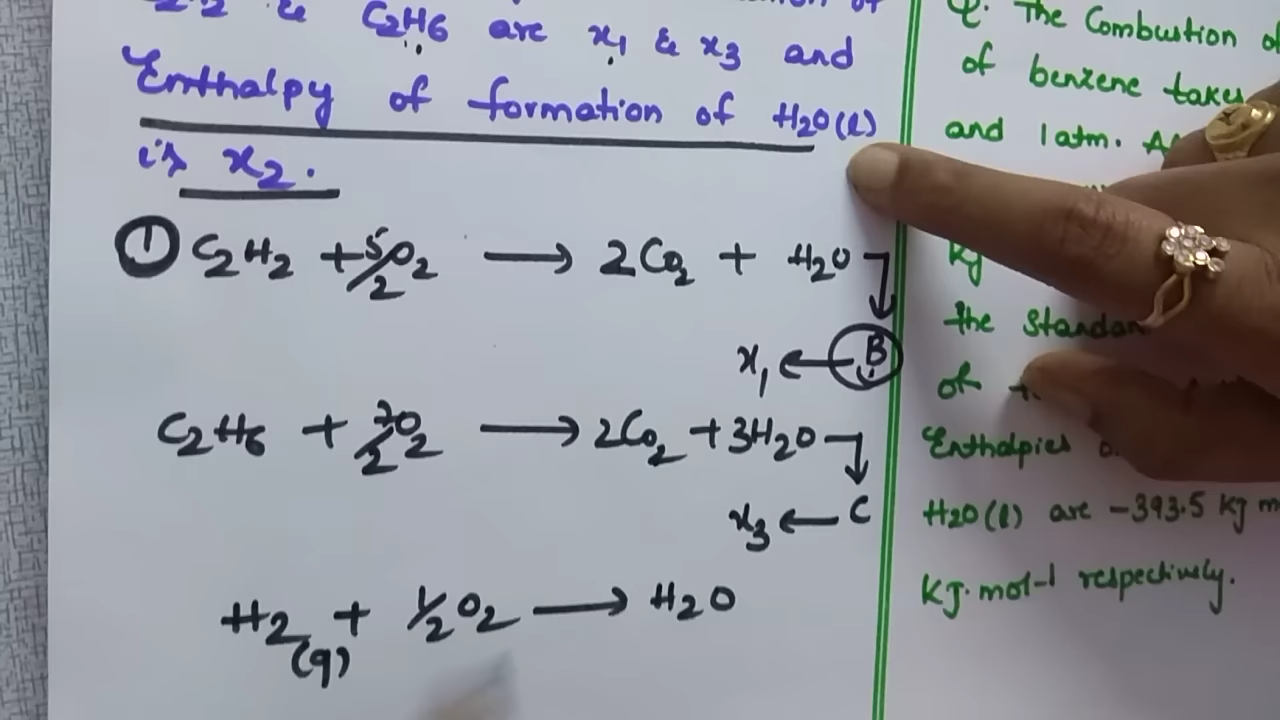 & C2H6 are x1 & x3 and
Enthalpy of formation of H2O(l)
is x2.
① C2H2 + 5/2 O2 → 2CO2 + H2O
x1 ← B
C2H6 + 7/2 O2 → 2CO2 + 3H2O
x3 ← C
H2(g) + 1/2 O2 → H2O
Q. The Combustion of
of benzene takes
and 1atm.
KJ
the Standar
of
Enthalpies
H2O(l) are -393.5 KJ m
KJ.mol-1 respectively.